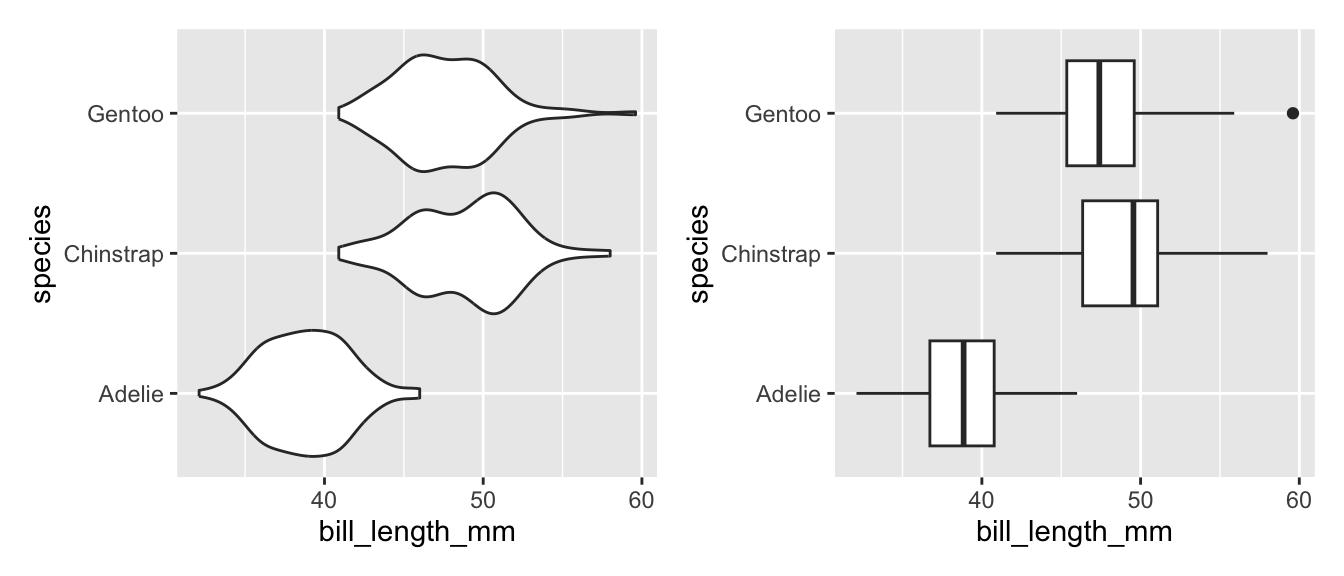 species
Gentoo
Chinstrap
Adelie
40 50 60
bill_length_mm
species
Gentoo
Chinstrap
Adelie
40 50 60
bill_length_mm